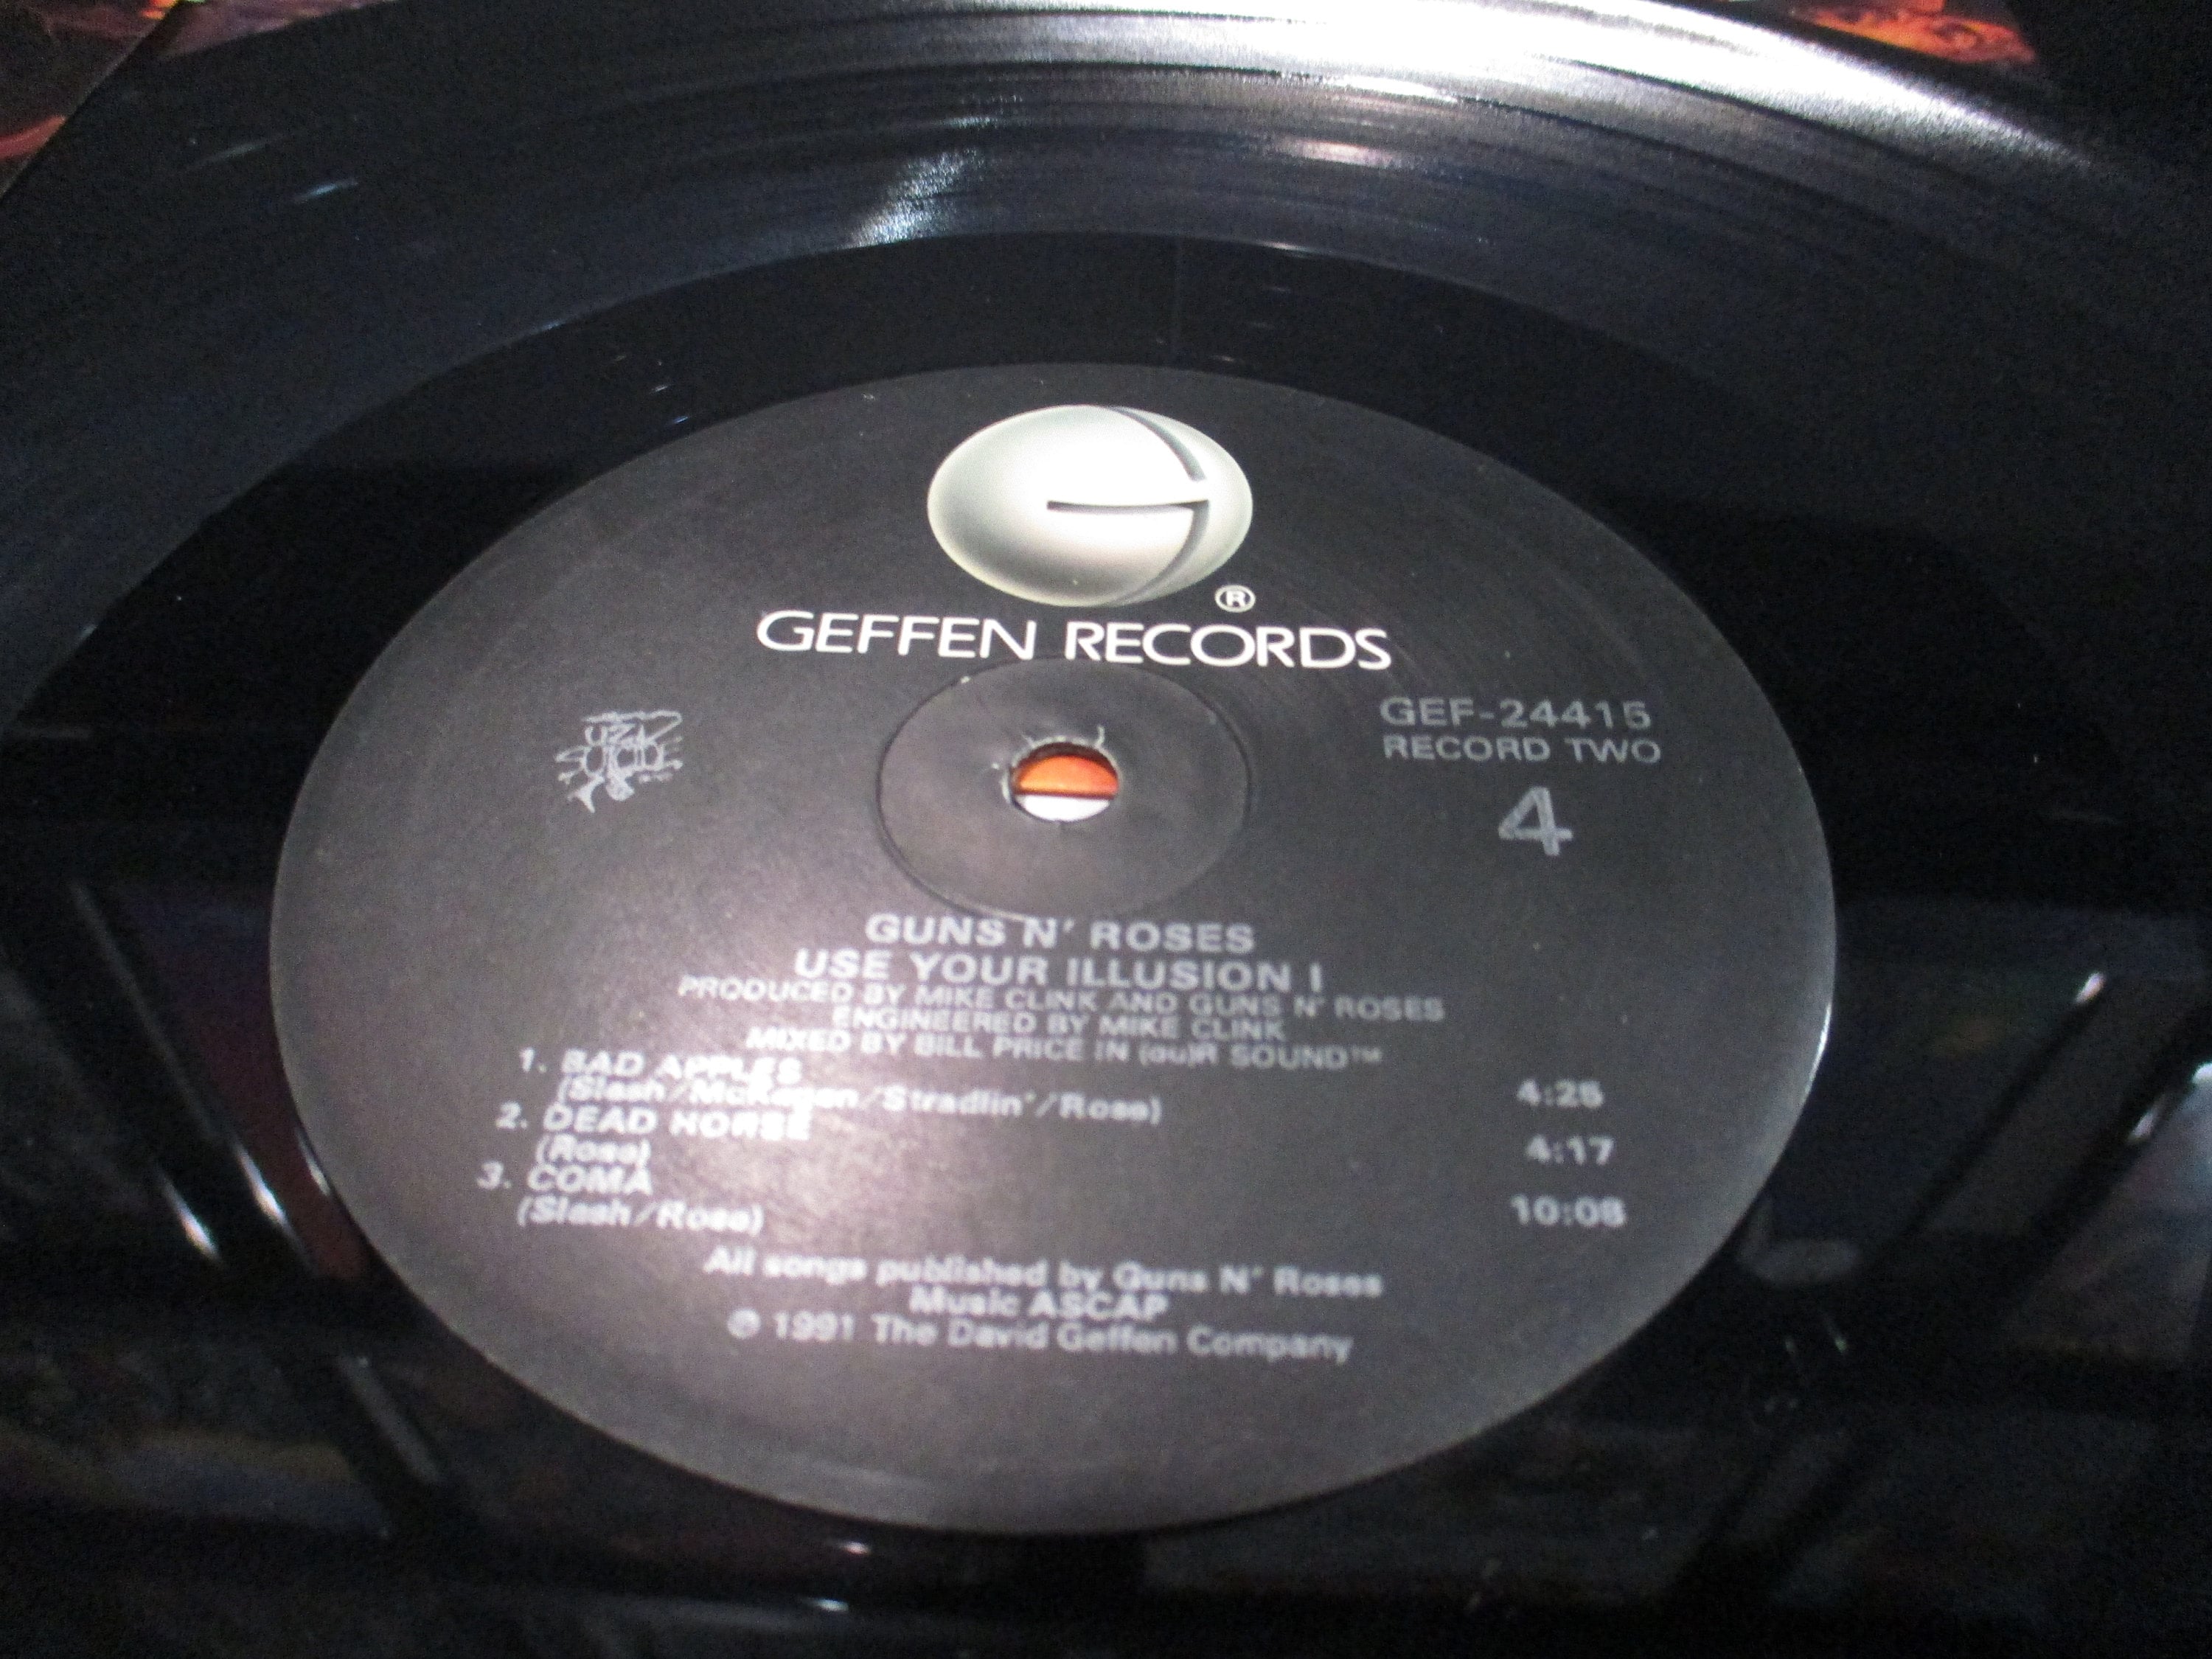 ®
GEFFEN RECORDS
UZI
SUICIDE
GEF-24415
RECORD TWO
4
GUNS N' ROSES
USE YOUR ILLUSION I
PRODUCED BY MIKE CLINK AND GUNS N' ROSES
ENGINEERED BY MIKE CLINK
MIXED BY BILL PRICE IN (ou)R SOUND™
1. BAD APPLES 4:25
(Slash/McKagan/Stradlin'/Rose)
2. DEAD HORSE 4:17
(Rose)
3. COMA 10:08
(Slash/Rose)
All songs published by Guns N' Roses
Music ASCAP
℗ 1991 The David Geffen Company